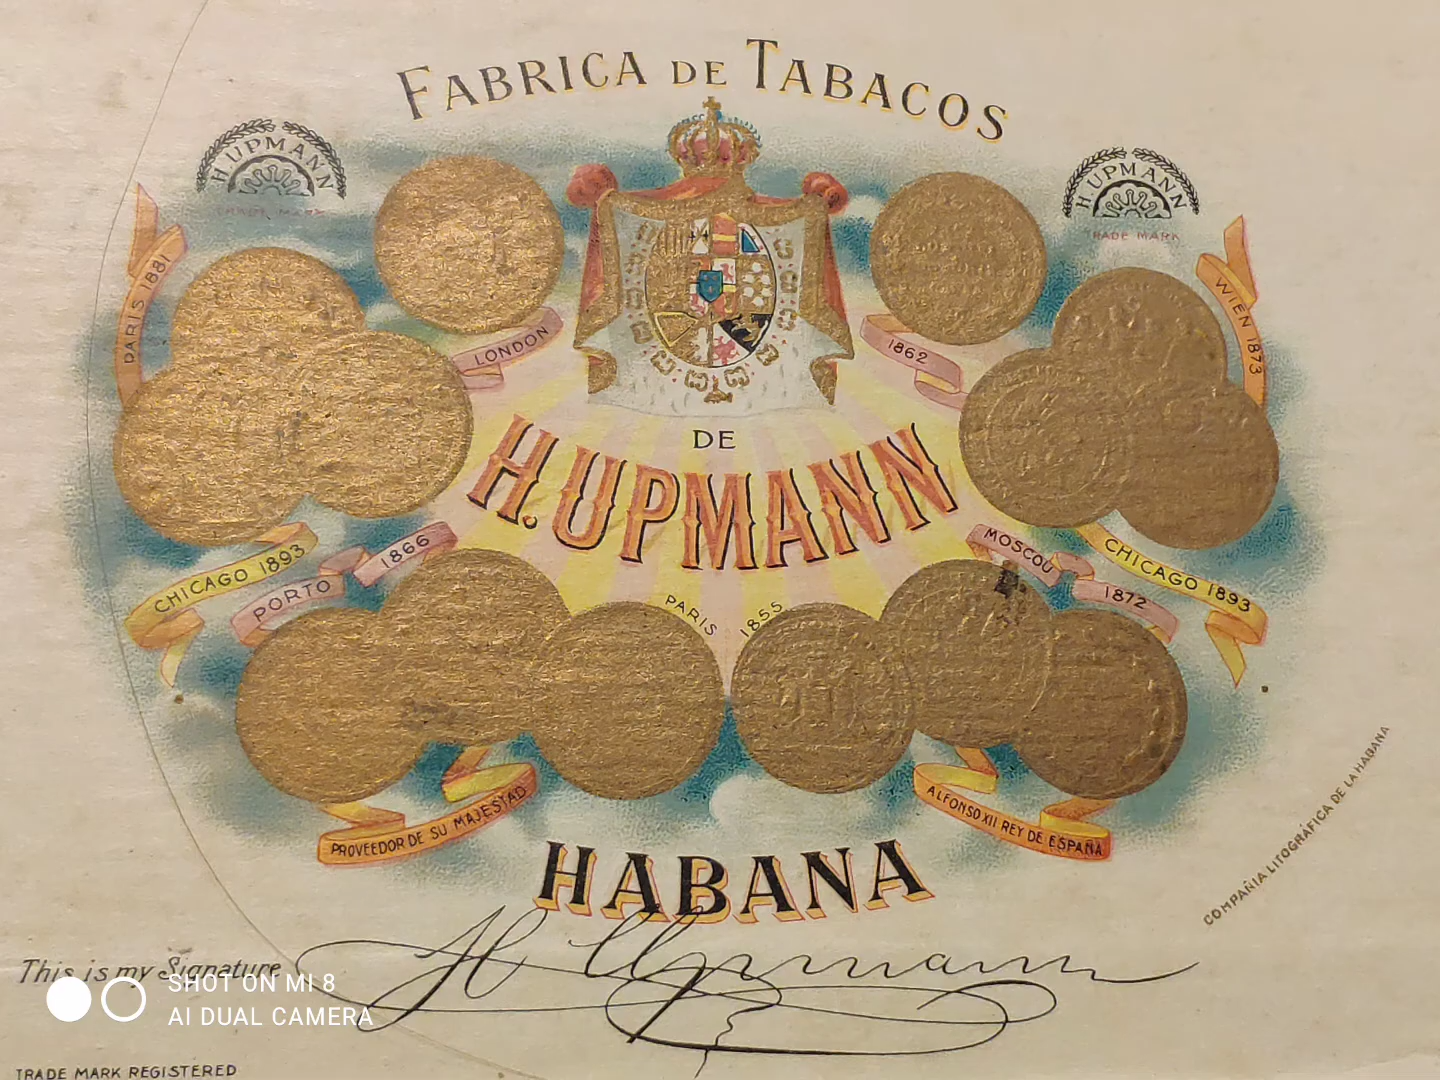 FABRICA DE TABACOS
H. UPMANN
TRADE MARK
H. UPMANN
TRADE MARK
PARIS 1881
WIEN 1873
LONDON
1862
DE
H. UPMANN
CHICAGO 1893
PORTO 1866
MOSCOU 1872
CHICAGO 1893
PARIS 1855
PROVEEDOR DE SU MAJESTAD
ALFONSO XII REY DE ESPAÑA
HABANA
COMPAÑIA LITOGRÁFICA DE LA HABANA
This is my Signature
H Upmann
SHOT ON MI 8
AI DUAL CAMERA
TRADE MARK REGISTERED